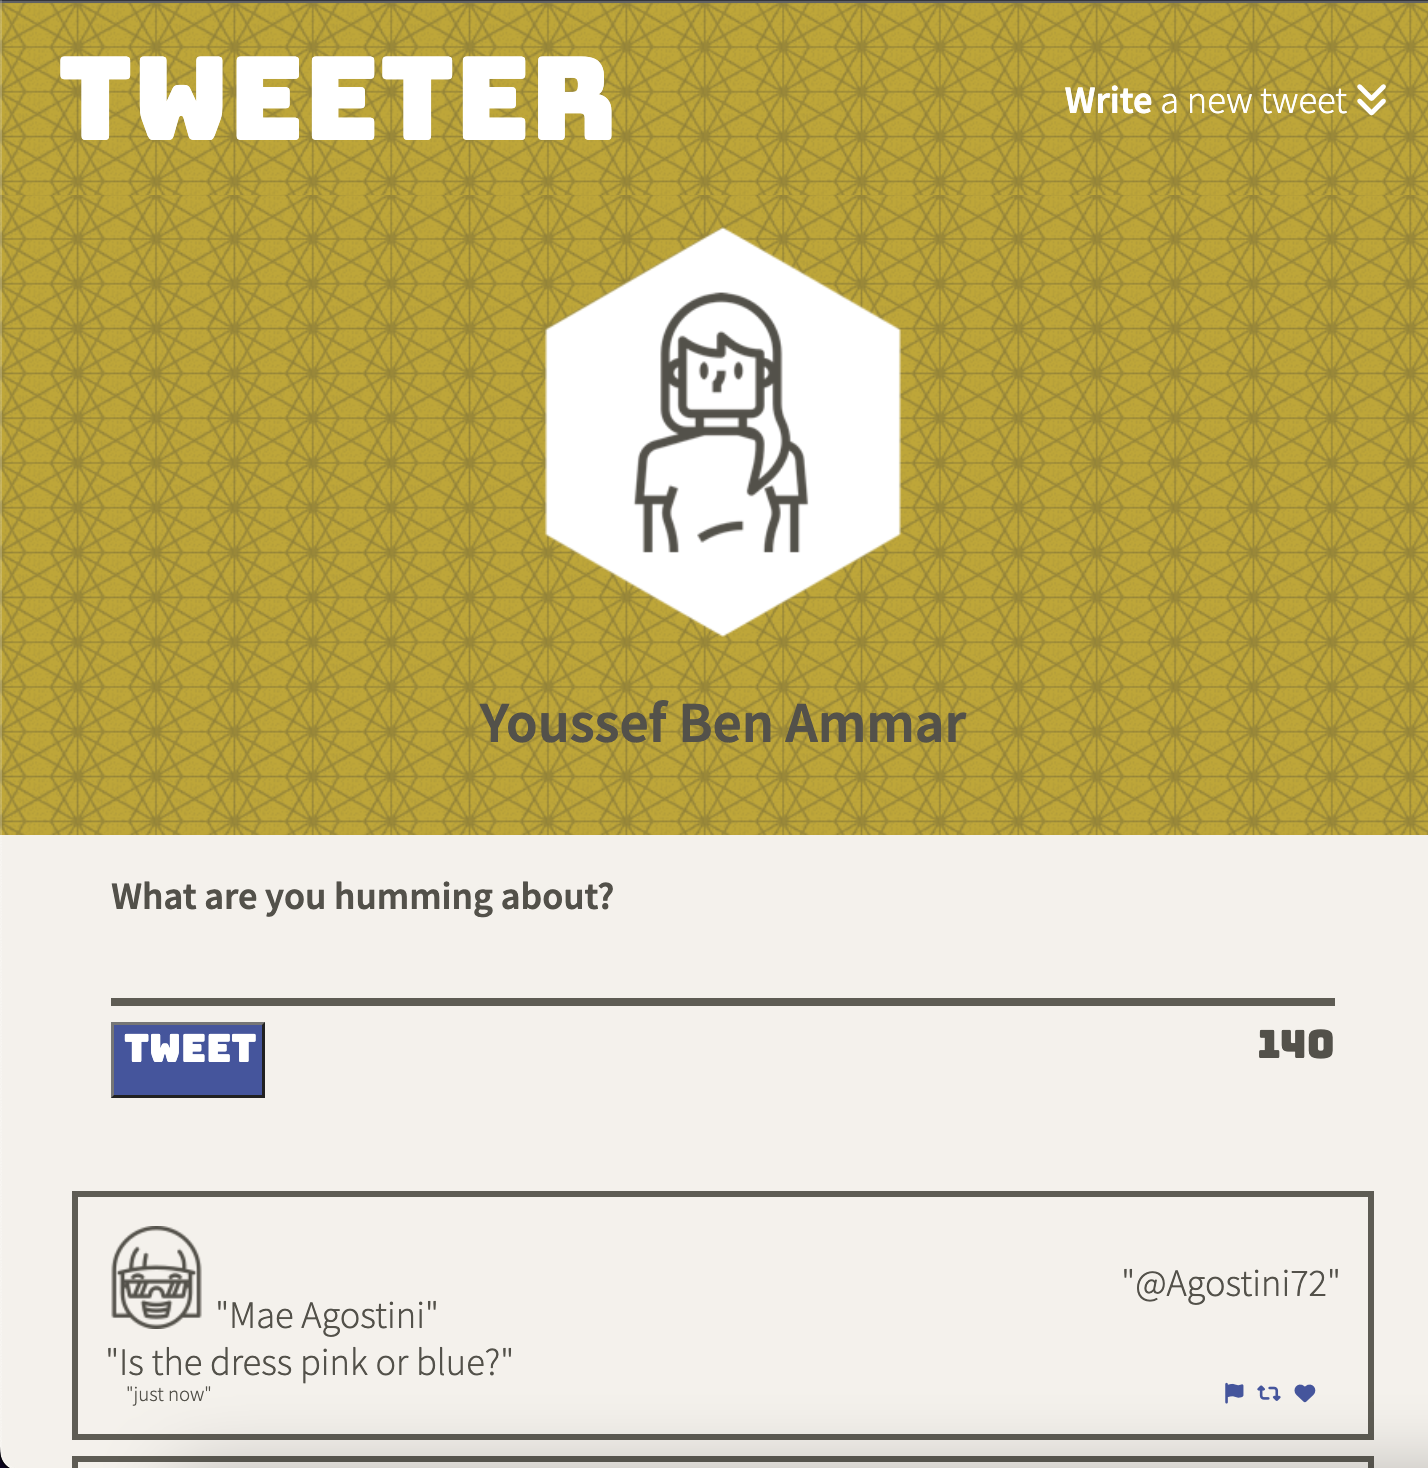 TWEETER
Write a new tweet
Youssef Ben Ammar
What are you humming about?
TWEET
140
"Mae Agostini"
"@Agostini72"
"Is the dress pink or blue?"
"just now"